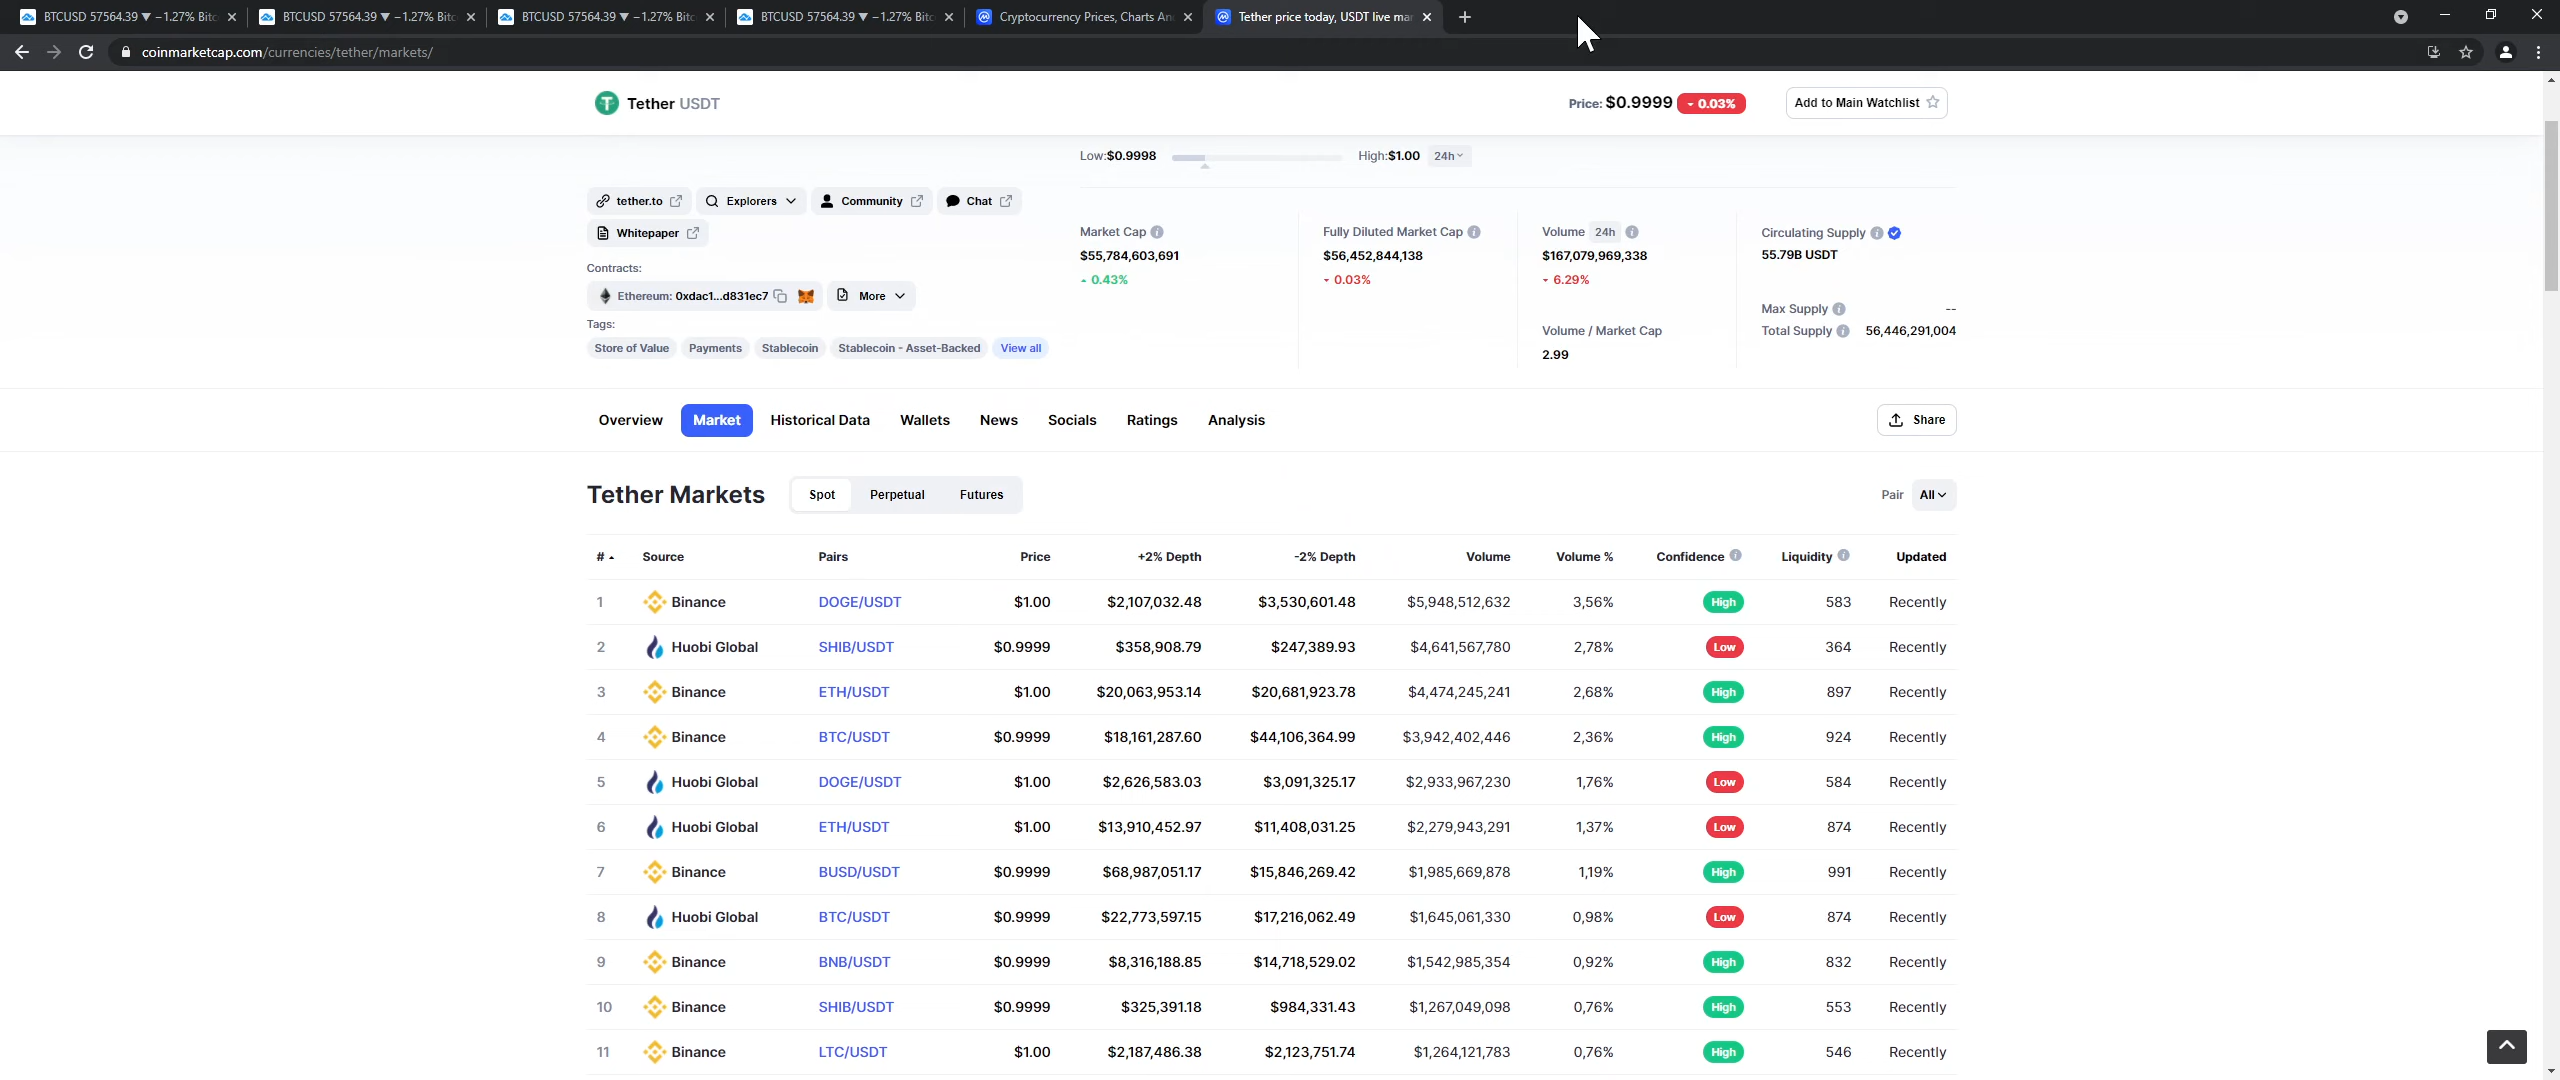 BTCUSD 57564.39 ▼ −1.27% Bitc BTCUSD 57564.39 ▼ −1.27% Bitc BTCUSD 57564.39 ▼ −1.27% Bitc BTCUSD 57564.39 ▼ −1.27% Bitc Cryptocurrency Prices, Charts An Tether price today, USDT live mar
coinmarketcap.com/currencies/tether/markets/
Tether USDT Price: $0.9999 0.03% Add to Main Watchlist
Low:$0.9998 High:$1.00 24h
tether.to Explorers Community Chat
Whitepaper
Market Cap Fully Diluted Market Cap Volume 24h Circulating Supply
$55,784,603,691 $56,452,844,138 $167,079,969,338 55.79B USDT
0.43% 0.03% 6.29%
Contracts:
Ethereum: 0xdac1...d831ec7 More
Max Supply --
Tags:
Volume / Market Cap Total Supply 56,446,291,004
Store of Value Payments Stablecoin Stablecoin - Asset-Backed View all
2.99
Overview Market Historical Data Wallets News Socials Ratings Analysis Share
Tether Markets Spot Perpetual Futures Pair All
# Source Pairs Price +2% Depth -2% Depth Volume Volume % Confidence Liquidity Updated
1 Binance DOGE/USDT $1.00 $2,107,032.48 $3,530,601.48 $5,948,512,632 3,56% High 583 Recently
2 Huobi Global SHIB/USDT $0.9999 $358,908.79 $247,389.93 $4,641,567,780 2,78% Low 364 Recently
3 Binance ETH/USDT $1.00 $20,063,953.14 $20,681,923.78 $4,474,245,241 2,68% High 897 Recently
4 Binance BTC/USDT $0.9999 $18,161,287.60 $44,106,364.99 $3,942,402,446 2,36% High 924 Recently
5 Huobi Global DOGE/USDT $1.00 $2,626,583.03 $3,091,325.17 $2,933,967,230 1,76% Low 584 Recently
6 Huobi Global ETH/USDT $1.00 $13,910,452.97 $11,408,031.25 $2,279,943,291 1,37% Low 874 Recently
7 Binance BUSD/USDT $0.9999 $68,987,051.17 $15,846,269.42 $1,985,669,878 1,19% High 991 Recently
8 Huobi Global BTC/USDT $0.9999 $22,773,597.15 $17,216,062.49 $1,645,061,330 0,98% Low 874 Recently
9 Binance BNB/USDT $0.9999 $8,316,188.85 $14,718,529.02 $1,542,985,354 0,92% High 832 Recently
10 Binance SHIB/USDT $0.9999 $325,391.18 $984,331.43 $1,267,049,098 0,76% High 553 Recently
11 Binance LTC/USDT $1.00 $2,187,486.38 $2,123,751.74 $1,264,121,783 0,76% High 546 Recently